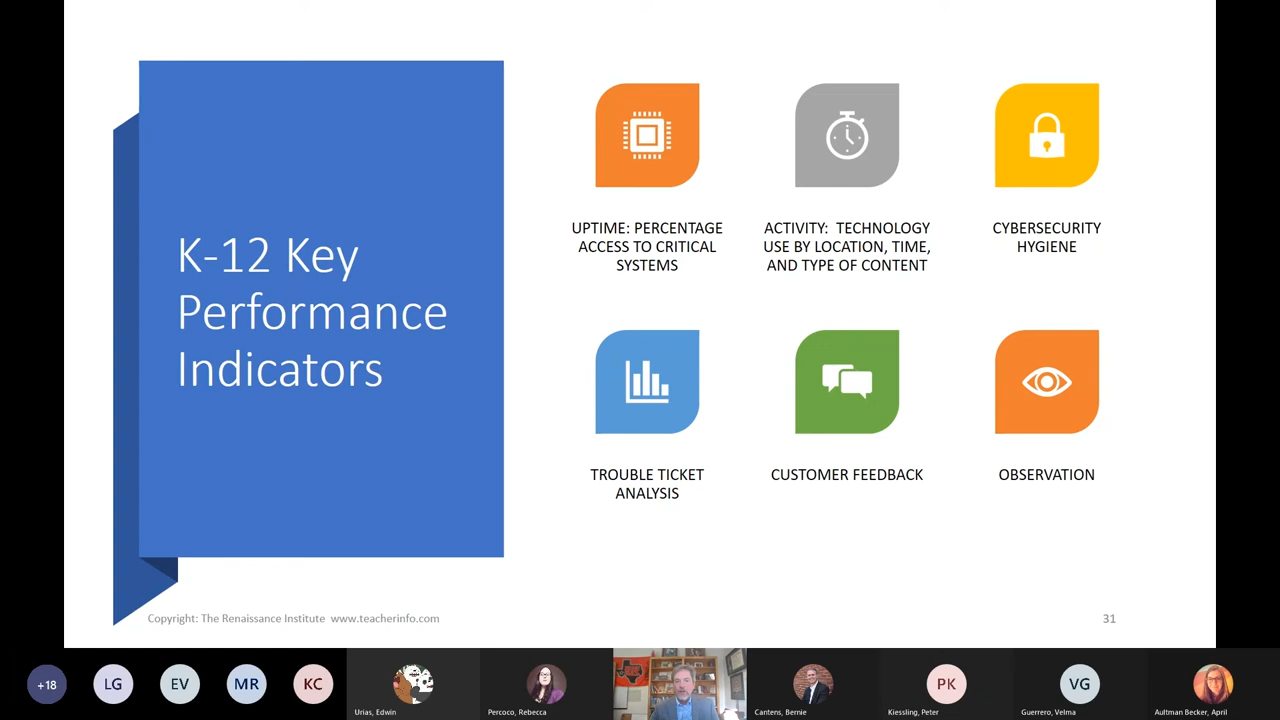 K-12 Key
Performance
Indicators
UPTIME: PERCENTAGE
ACCESS TO CRITICAL
SYSTEMS
ACTIVITY: TECHNOLOGY
USE BY LOCATION, TIME,
AND TYPE OF CONTENT
CYBERSECURITY
HYGIENE
TROUBLE TICKET
ANALYSIS
CUSTOMER FEEDBACK
OBSERVATION
Copyright: The Renaissance Institute www.teacherinfo.com
31
+18
LG
EV
MR
KC
Urias, Edwin
Percoco, Rebecca
Cantens, Bernie
PK
Kiessling, Peter
VG
Guerrero, Velma
Aultman Becker, April